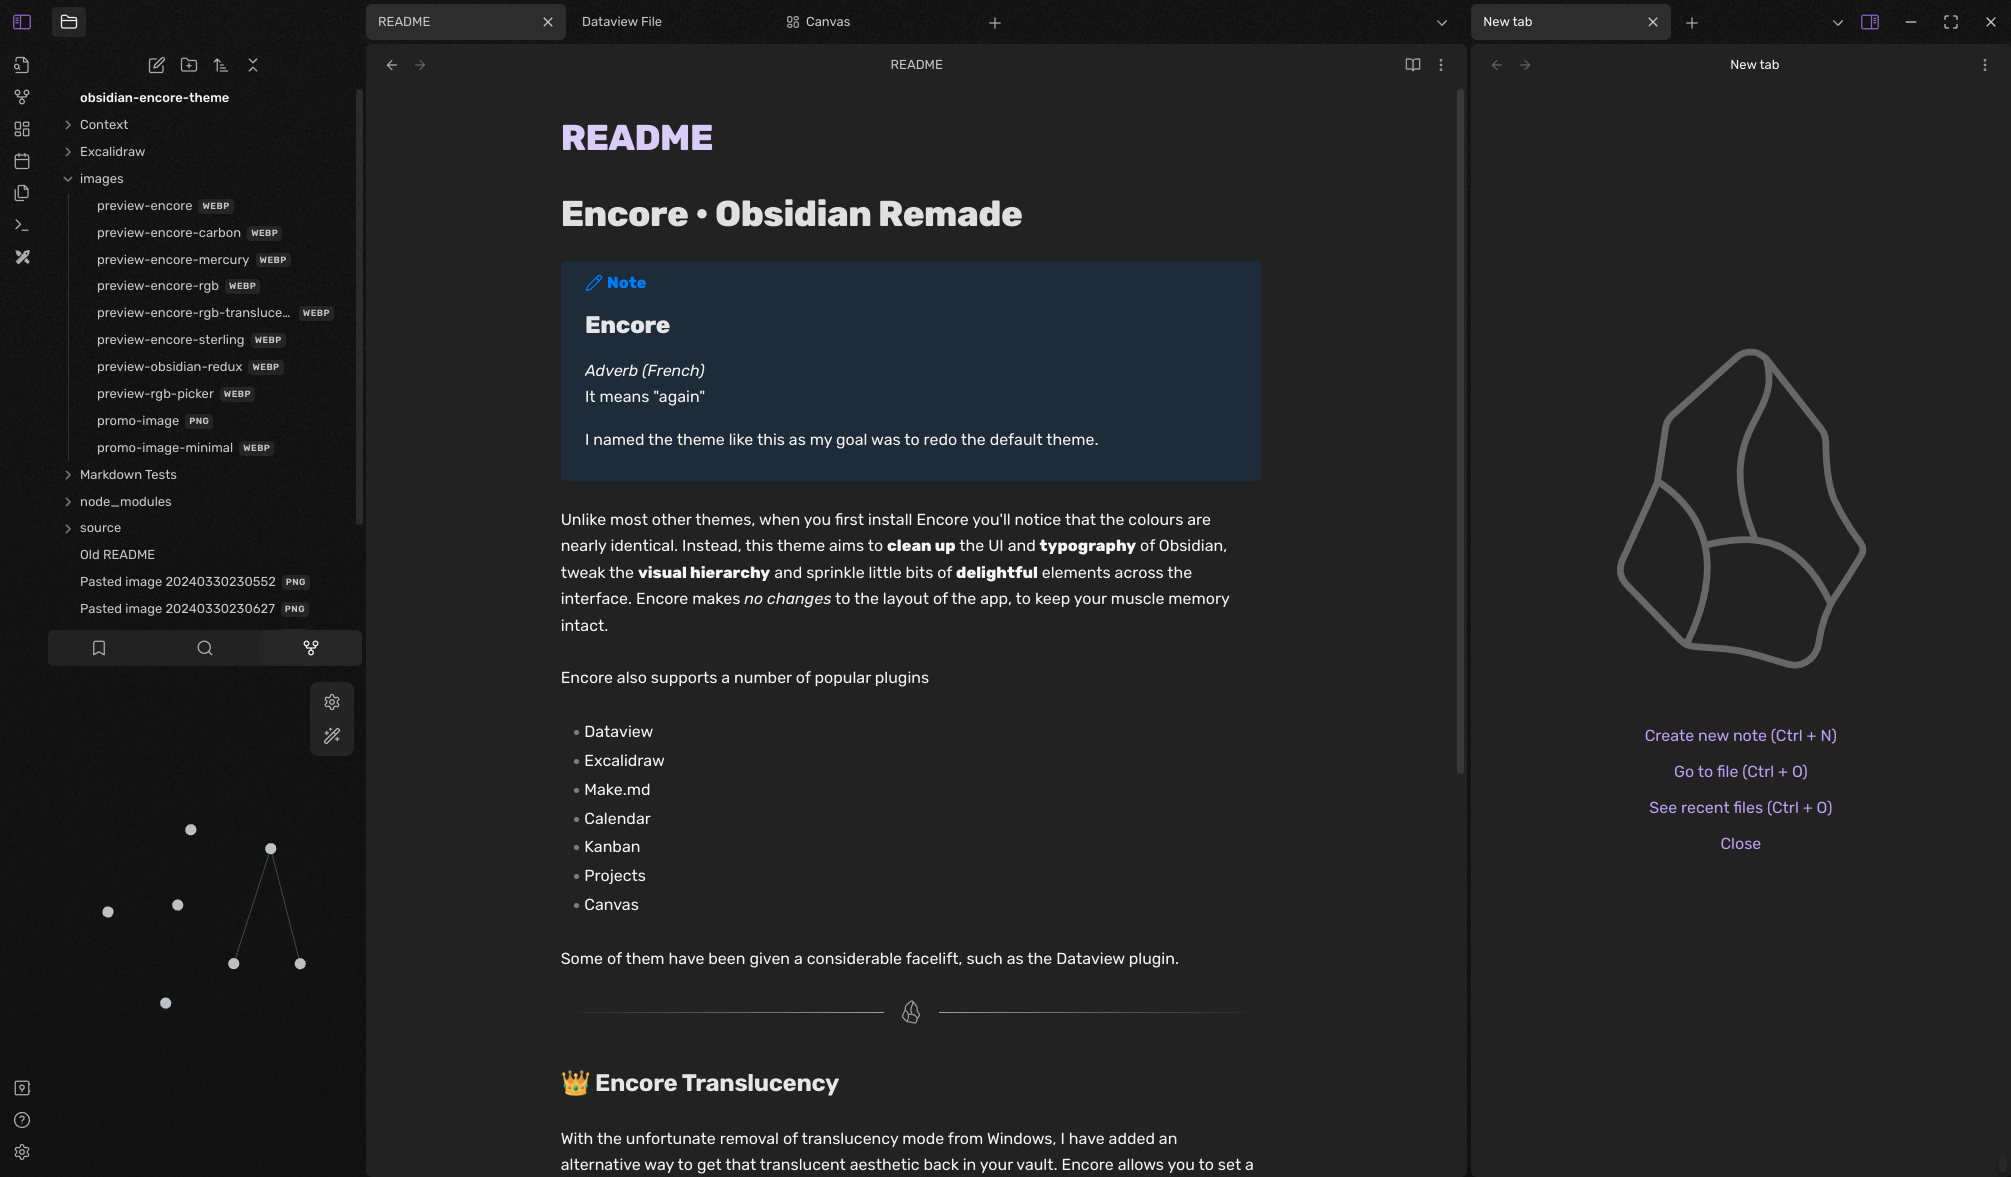 README
Dataview File
Canvas
New tab
README
New tab
obsidian-encore-theme
Context
Excalidraw
images
preview-encore WEBP
preview-encore-carbon WEBP
preview-encore-mercury WEBP
preview-encore-rgb WEBP
preview-encore-rgb-transluce... WEBP
preview-encore-sterling WEBP
preview-obsidian-redux WEBP
preview-rgb-picker WEBP
promo-image PNG
promo-image-minimal WEBP
Markdown Tests
node_modules
source
Old README
Pasted image 20240330230552 PNG
Pasted image 20240330230627 PNG
README
Encore • Obsidian Remade
Note
Encore
Adverb (French)
It means "again"
I named the theme like this as my goal was to redo the default theme.
Unlike most other themes, when you first install Encore you'll notice that the colours are
nearly identical. Instead, this theme aims to clean up the UI and typography of Obsidian,
tweak the visual hierarchy and sprinkle little bits of delightful elements across the
interface. Encore makes no changes to the layout of the app, to keep your muscle memory
intact.
Encore also supports a number of popular plugins
• Dataview
• Excalidraw
• Make.md
• Calendar
• Kanban
• Projects
• Canvas
Some of them have been given a considerable facelift, such as the Dataview plugin.
👑 Encore Translucency
With the unfortunate removal of translucency mode from Windows, I have added an
alternative way to get that translucent aesthetic back in your vault. Encore allows you to set a
Create new note (Ctrl + N)
Go to file (Ctrl + O)
See recent files (Ctrl + O)
Close